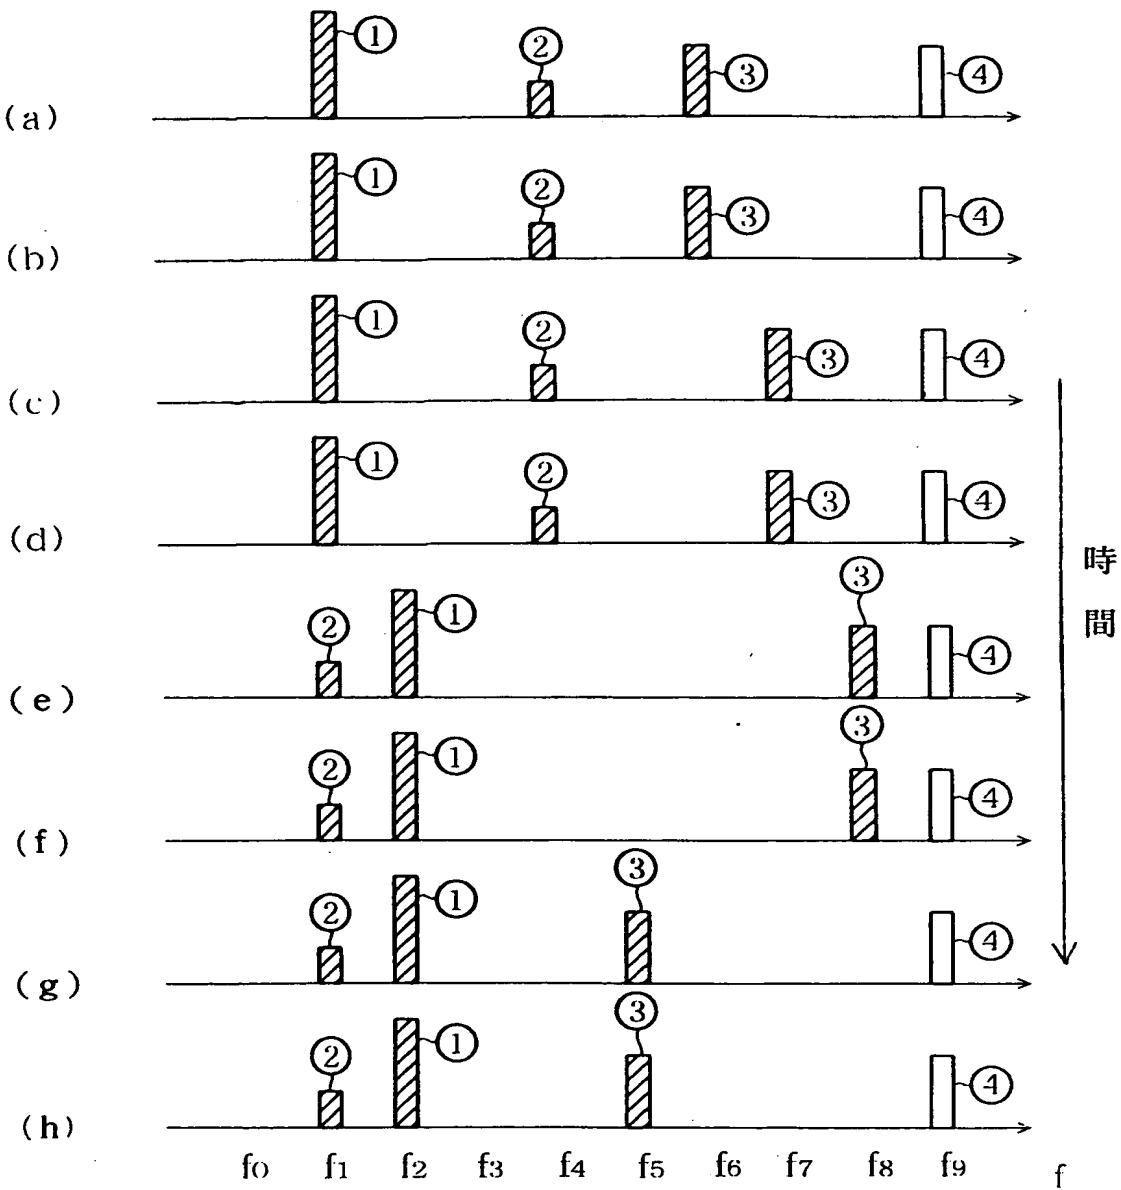 (a) ① ② ③ ④
(b) ① ② ③ ④
(c) ① ② ③ ④
(d) ① ② ③ ④
(e) ② ① ③ ④
(f) ② ① ③ ④
(g) ② ① ③ ④
(h) ② ① ③ ④
f0 f1 f2 f3 f4 f5 f6 f7 f8 f9 f
時間